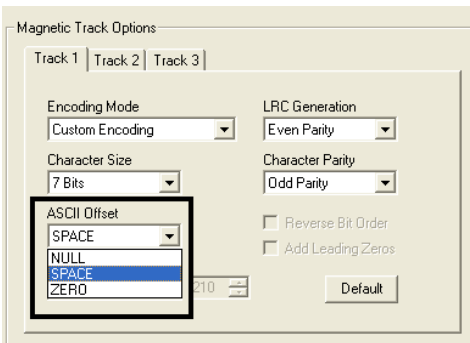 Magnetic Track Options
Track 1 Track 2 Track 3
Encoding Mode LRC Generation
Custom Encoding Even Parity
Character Size Character Parity
7 Bits Odd Parity
ASCII Offset
SPACE Reverse Bit Order
NULL Add Leading Zeros
SPACE
ZERO 210 Default